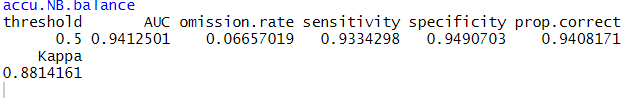 accu.NB.balance
threshold AUC omission.rate sensitivity specificity prop.correct
0.5 0.9412501 0.06657019 0.9334298 0.9490703 0.9408171
Kappa
0.8814161